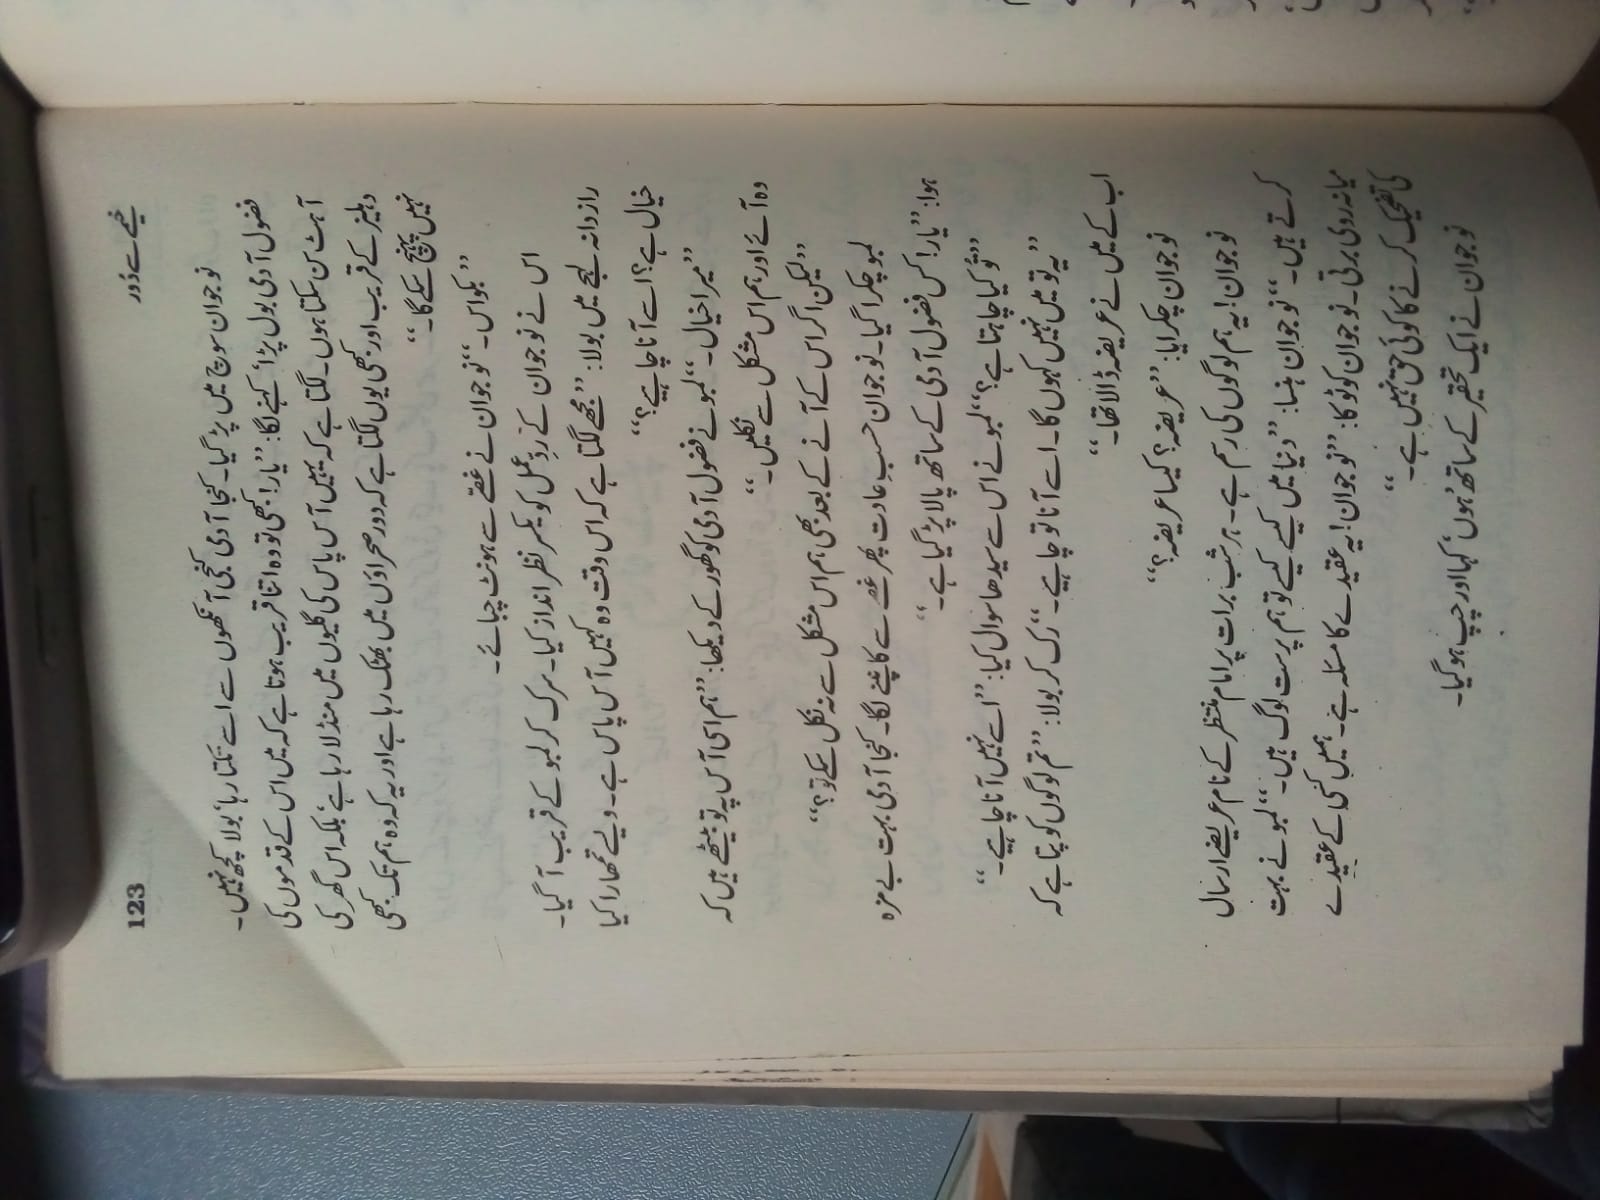 خیمے سے دُور
123
نوجوان سوچ میں پڑ گیا۔ کنجا آدمی کنجی آنکھوں سے اسے تکتا رہا، بولا کچھ نہیں۔
فضول آدمی بول پڑا، کہنے لگا: ”یار! کبھی تو وہ اتنا قریب ہوتا ہے کہ میں اس کے قدموں کی
آہٹ سن سکتا ہوں۔ لگتا ہے کہ یہیں آس پاس کی گلیوں میں منڈلا رہا ہے، بلکہ اس گھر کی
دہلیز کے قریب اور کبھی یوں لگتا ہے کہ دور صحراؤں میں بھٹک رہا ہے اور یہ کہ وہ ہم تک کبھی
نہیں پہنچ سکے گا۔“
”بکواس۔“ نوجوان نے غصّے سے ہونٹ چبائے۔
اس نے نوجوان کے ردِّعمل کو یکسر نظر انداز کیا۔ سرک کر لمبو کے قریب آ گیا۔
رازدانہ لہجے میں بولا: ”مجھے لگتا ہے کہ اس وقت وہ کہیں آس پاس ہے۔ ویسے تمھارا کیا
خیال ہے؟ اسے آنا چاہیے؟“
”میرا خیال۔“ لمبو نے فضول آدمی کو گھور کے دیکھا: ”ہم اسی آس پہ تو بیٹھے ہیں کہ
وہ آئے اور ہم اس مشکل سے نکلیں۔“
”لیکن اگر اس کے آنے کے بعد بھی ہم اس مشکل سے نہ نکل سکے تو؟“
لمبو چکرا گیا۔ نوجوان حسبِ عادت پھر غصے سے کانپنے لگا۔ کنجا آدمی بہت بے مزہ
ہوا: ”یار! کس فضول آدمی کے ساتھ پالا پڑ گیا ہے۔“
”تُو کیا چاہتا ہے؟“ لمبو نے اس سے سیدھا سوال کیا: ”اسے نہیں آنا چاہیے۔“
”یہ تو میں نہیں کہوں گا۔ اسے آنا تو چاہیے۔“ رک کر بولا: ”تم لوگوں کو پتا ہے کہ
اب کے میں نے عریضہ ڈالا تھا۔“
نوجوان چکرایا: ”عریضہ؟ کیسا عریضہ؟“
نوجوان! یہ ہم لوگوں کی رسم ہے۔ ہر شب برات پر امام منتظر کے نام عریضے ارسال
کرتے ہیں۔“ نوجوان ہنسا: ”دنیا میں کیسے کیسے توہم پرست لوگ ہیں۔“ لمبو نے بہت
میانہ روی برتی۔ نوجوان کو ٹوکا: ”نوجوان! یہ عقیدے کا مسئلہ ہے۔ ہمیں کسی کے عقیدے
کی تضحیک کرنے کا کوئی حق نہیں ہے۔“
نوجوان نے ایک تحقیر کے ساتھ ’ہوں‘ کہا اور چپ ہو گیا۔